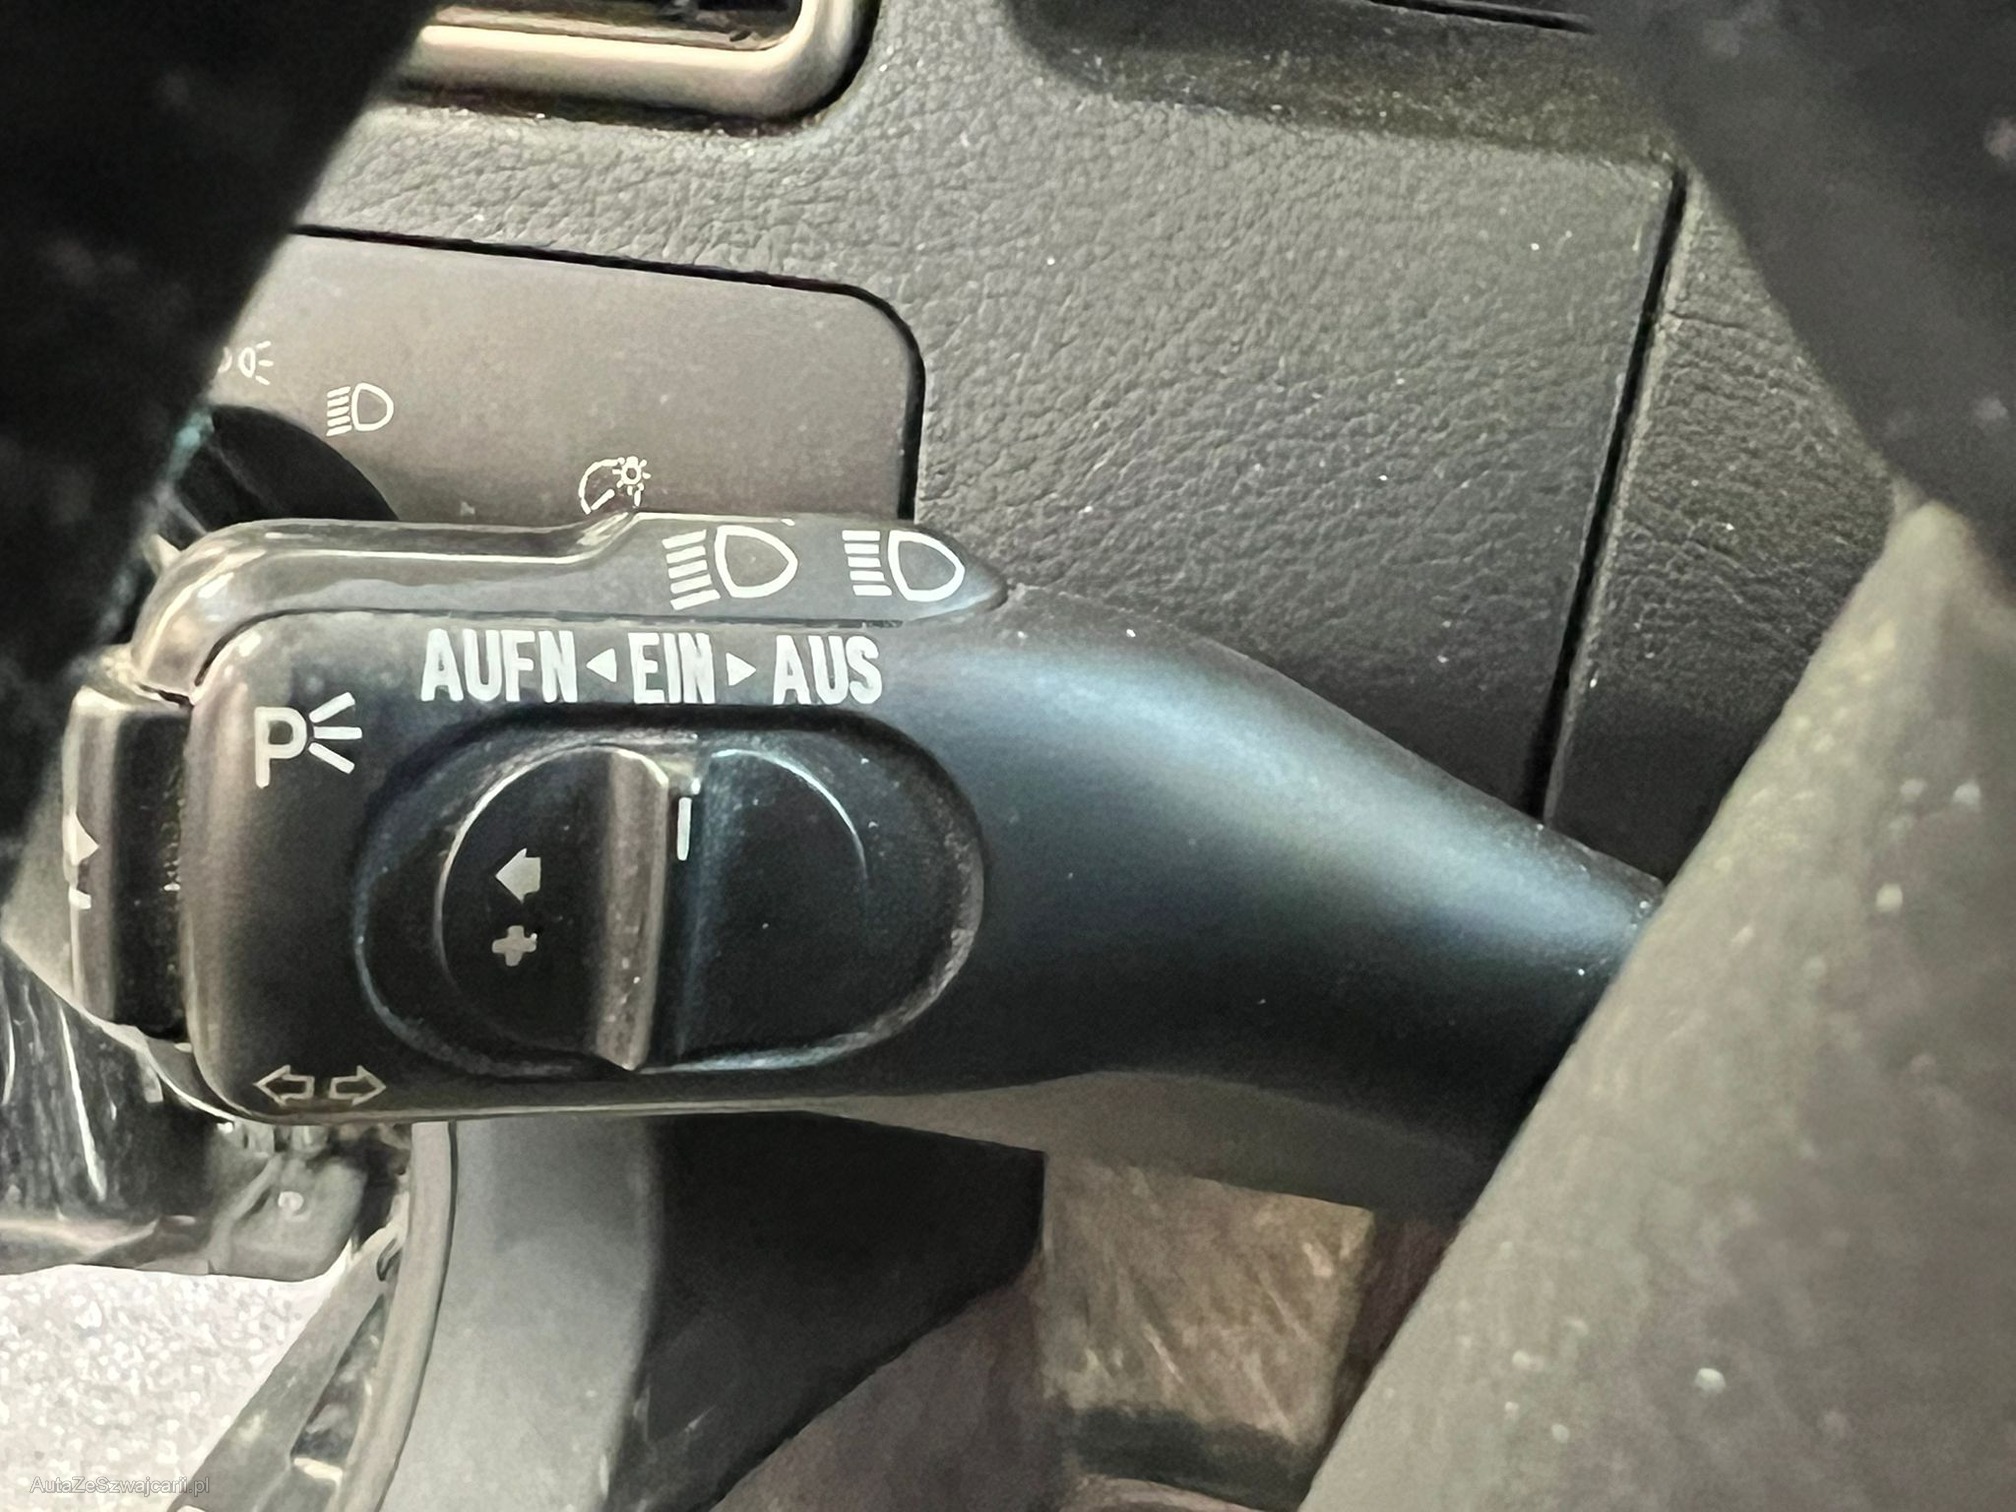 AUFN ◂ EIN ▸ AUS
P
+
AutaZeSzwajcarii.pl